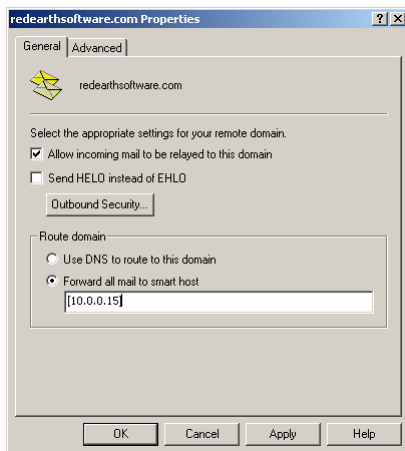 redearthsoftware.com Properties
General Advanced
redearthsoftware.com
Select the appropriate settings for your remote domain.
Allow incoming mail to be relayed to this domain
Send HELO instead of EHLO
Outbound Security...
Route domain
Use DNS to route to this domain
Forward all mail to smart host
[10.0.0.15]
OK Cancel Apply Help